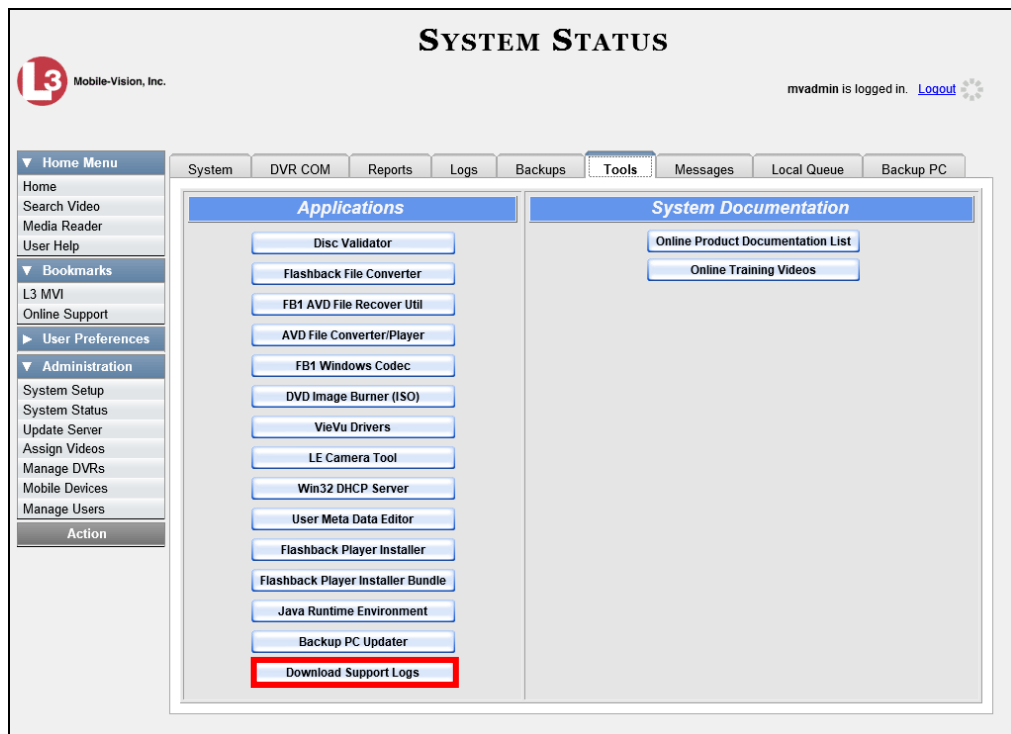 SYSTEM STATUS
L3 Mobile-Vision, Inc.
mvadmin is logged in. Logout
Home Menu
Home
Search Video
Media Reader
User Help
Bookmarks
L3 MVI
Online Support
User Preferences
Administration
System Setup
System Status
Update Server
Assign Videos
Manage DVRs
Mobile Devices
Manage Users
Action
System DVR COM Reports Logs Backups Tools Messages Local Queue Backup PC
Applications
Disc Validator
Flashback File Converter
FB1 AVD File Recover Util
AVD File Converter/Player
FB1 Windows Codec
DVD Image Burner (ISO)
VieVu Drivers
LE Camera Tool
Win32 DHCP Server
User Meta Data Editor
Flashback Player Installer
Flashback Player Installer Bundle
Java Runtime Environment
Backup PC Updater
Download Support Logs
System Documentation
Online Product Documentation List
Online Training Videos